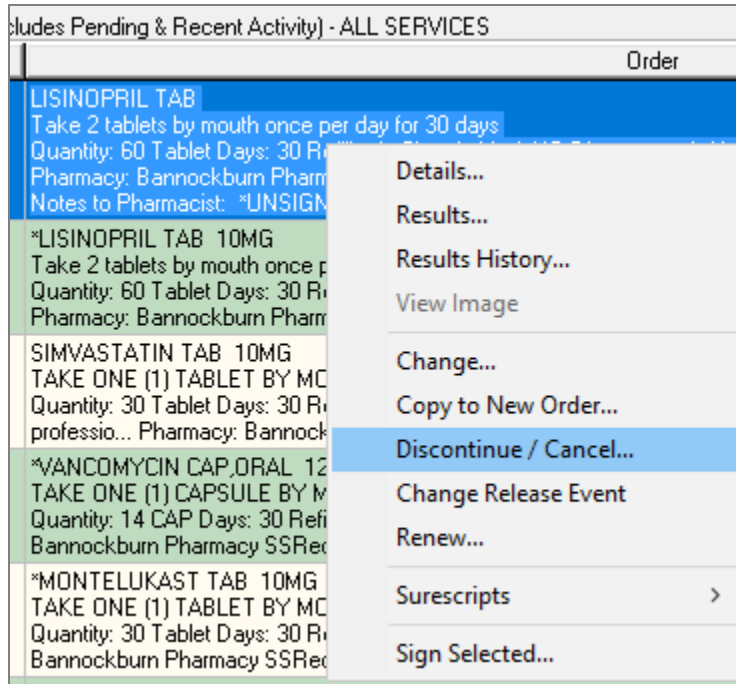 cludes Pending & Recent Activity) - ALL SERVICES
Order
LISINOPRIL TAB
Take 2 tablets by mouth once per day for 30 days
Quantity: 60 Tablet Days: 30
Pharmacy: Bannockburn Pharm
Notes to Pharmacist: *UNSIGN
*LISINOPRIL TAB 10MG
Take 2 tablets by mouth once p
Quantity: 60 Tablet Days: 30 R
Pharmacy: Bannockburn Pharm
SIMVASTATIN TAB 10MG
TAKE ONE (1) TABLET BY MO
Quantity: 30 Tablet Days: 30 R
professio... Pharmacy: Bannock
*VANCOMYCIN CAP,ORAL 12
TAKE ONE (1) CAPSULE BY M
Quantity: 14 CAP Days: 30 Refi
Bannockburn Pharmacy SSRec
*MONTELUKAST TAB 10MG
TAKE ONE (1) TABLET BY MO
Quantity: 30 Tablet Days: 30 R
Bannockburn Pharmacy SSRec
Details...
Results...
Results History...
View Image
Change...
Copy to New Order...
Discontinue / Cancel...
Change Release Event
Renew...
Surescripts
Sign Selected...